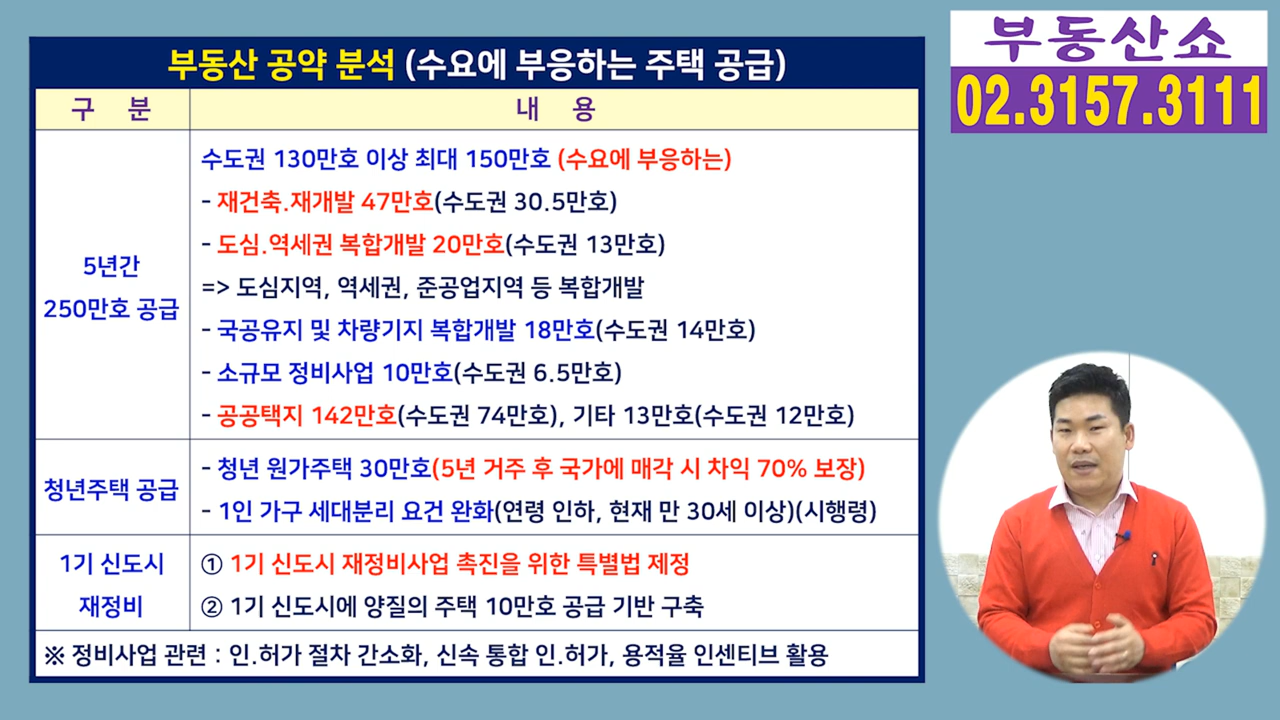 부동산 공약 분석 (수요에 부응하는 주택 공급)
구 분
내 용
5년간
250만호 공급
수도권 130만호 이상 최대 150만호 (수요에 부응하는)
- 재건축.재개발 47만호(수도권 30.5만호)
- 도심.역세권 복합개발 20만호(수도권 13만호)
=> 도심지역, 역세권, 준공업지역 등 복합개발
- 국공유지 및 차량기지 복합개발 18만호(수도권 14만호)
- 소규모 정비사업 10만호(수도권 6.5만호)
- 공공택지 142만호(수도권 74만호), 기타 13만호(수도권 12만호)
청년주택 공급
- 청년 원가주택 30만호(5년 거주 후 국가에 매각 시 차익 70% 보장)
- 1인 가구 세대분리 요건 완화(연령 인하, 현재 만 30세 이상)(시행령)
1기 신도시
재정비
① 1기 신도시 재정비사업 촉진을 위한 특별법 제정
② 1기 신도시에 양질의 주택 10만호 공급 기반 구축
※ 정비사업 관련 : 인.허가 절차 간소화, 신속 통합 인.허가, 용적율 인센티브 활용
부동산쇼
02.3157.3111